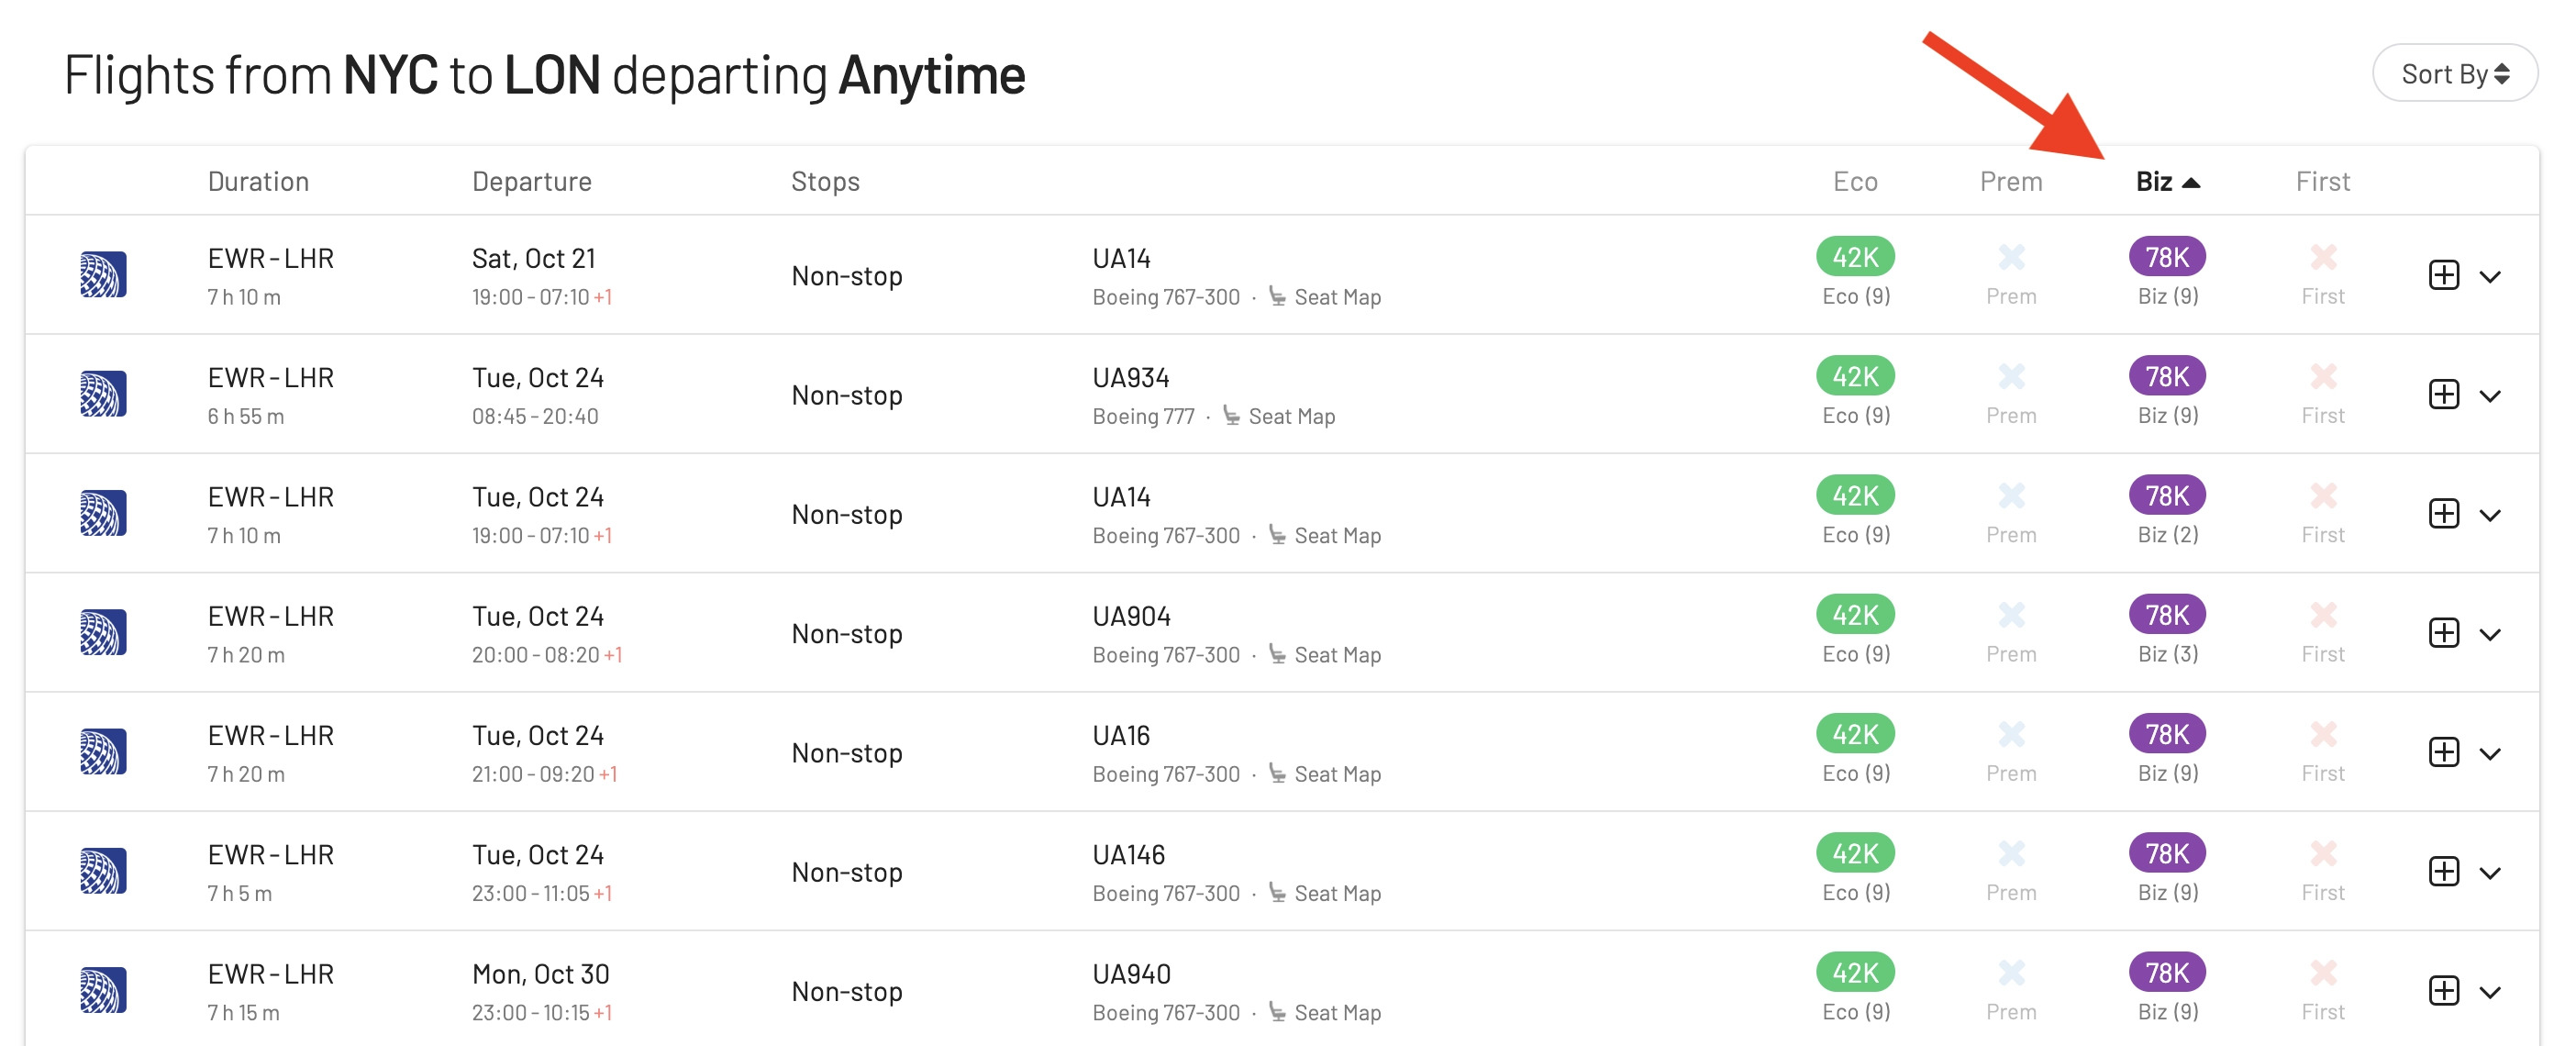 Flights from NYC to LON departing Anytime
Sort By
Duration Departure Stops Eco Prem Biz First
EWR - LHR Sat, Oct 21 Non-stop UA14 42K 78K
7 h 10 m 19:00 - 07:10 +1 Boeing 767-300 · Seat Map Eco (9) Prem Biz (9) First
EWR - LHR Tue, Oct 24 Non-stop UA934 42K 78K
6 h 55 m 08:45 - 20:40 Boeing 777 · Seat Map Eco (9) Prem Biz (9) First
EWR - LHR Tue, Oct 24 Non-stop UA14 42K 78K
7 h 10 m 19:00 - 07:10 +1 Boeing 767-300 · Seat Map Eco (9) Prem Biz (2) First
EWR - LHR Tue, Oct 24 Non-stop UA904 42K 78K
7 h 20 m 20:00 - 08:20 +1 Boeing 767-300 · Seat Map Eco (9) Prem Biz (3) First
EWR - LHR Tue, Oct 24 Non-stop UA16 42K 78K
7 h 20 m 21:00 - 09:20 +1 Boeing 767-300 · Seat Map Eco (9) Prem Biz (9) First
EWR - LHR Tue, Oct 24 Non-stop UA146 42K 78K
7 h 5 m 23:00 - 11:05 +1 Boeing 767-300 · Seat Map Eco (9) Prem Biz (9) First
EWR - LHR Mon, Oct 30 Non-stop UA940 42K 78K
7 h 15 m 23:00 - 10:15 +1 Boeing 767-300 · Seat Map Eco (9) Prem Biz (9) First